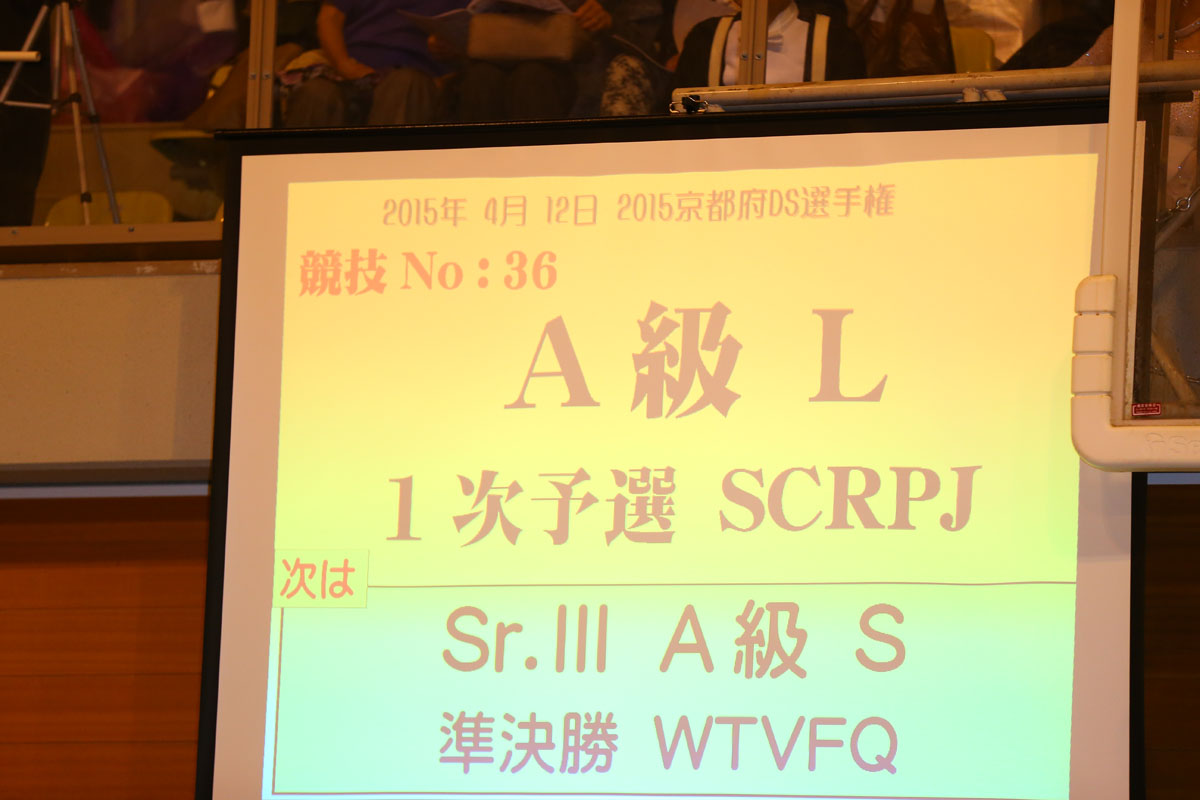 2015年 4月 12日 2015京都府DS選手権
競技 No：36
A 級 L
1 次予選 SCRPJ
次は
Sr.III A 級 S
準決勝 WTVFQ